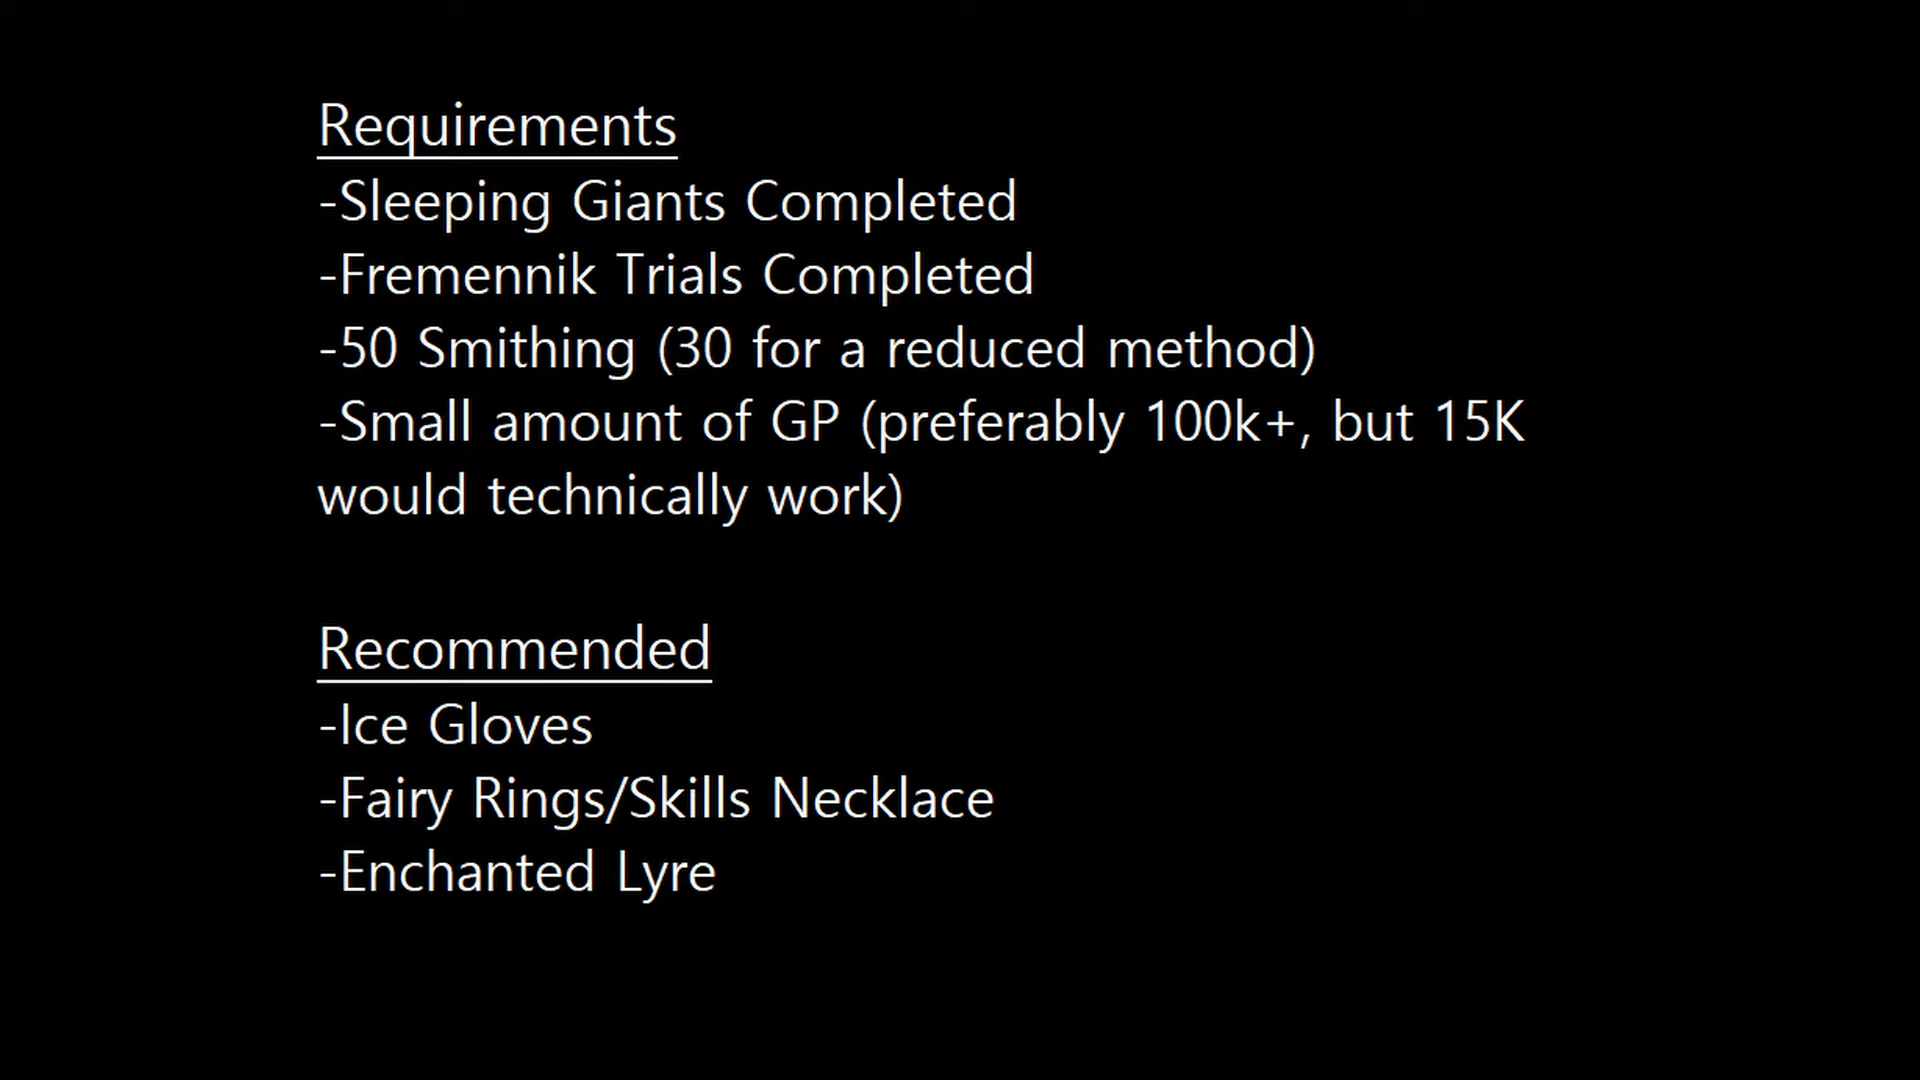 Requirements
-Sleeping Giants Completed
-Fremennik Trials Completed
-50 Smithing (30 for a reduced method)
-Small amount of GP (preferably 100k+, but 15K
would technically work)
Recommended
-Ice Gloves
-Fairy Rings/Skills Necklace
-Enchanted Lyre